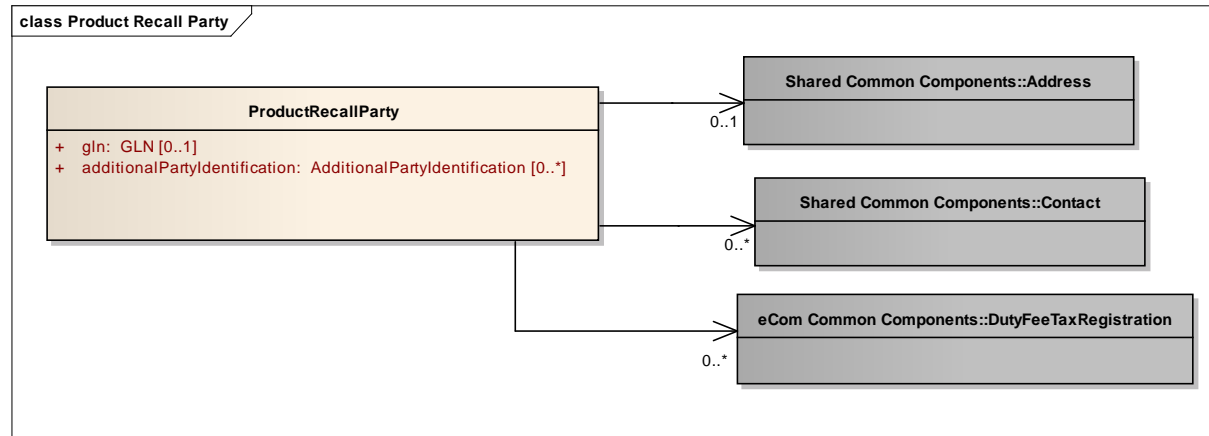 class Product Recall Party
Shared Common Components::Address
ProductRecallParty
0..1
+ gln: GLN [0..1]
+ additionalPartyIdentification: AdditionalPartyIdentification [0..*]
Shared Common Components::Contact
0..*
eCom Common Components::DutyFeeTaxRegistration
0..*